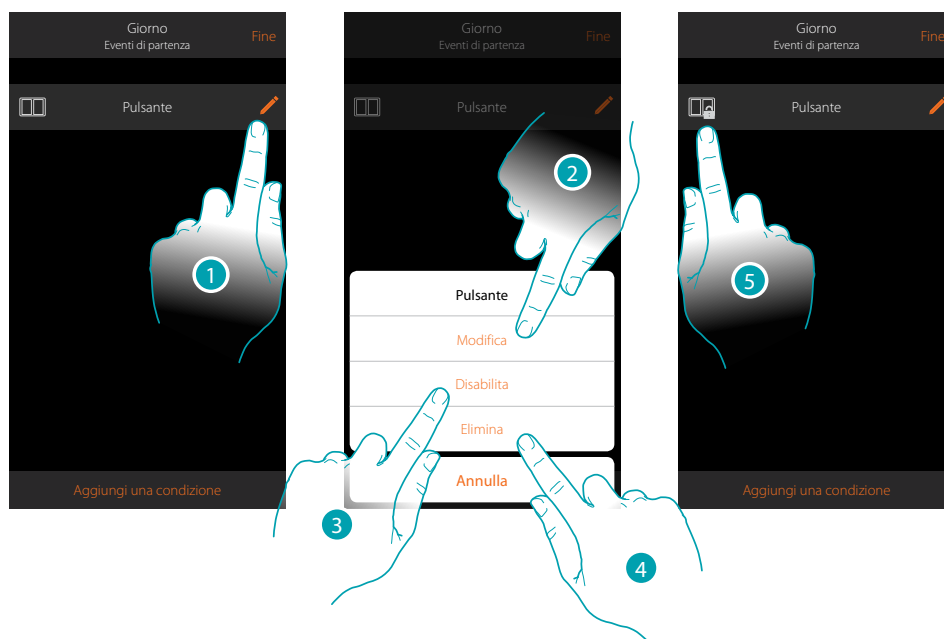 Giorno
Eventi di partenza
Fine
Pulsante
1
Aggiungi una condizione
Giorno
Eventi di partenza
Fine
Pulsante
2
Pulsante
Modifica
Disabilita
Elimina
Annulla
3
4
Giorno
Eventi di partenza
Fine
Pulsante
5
Aggiungi una condizione